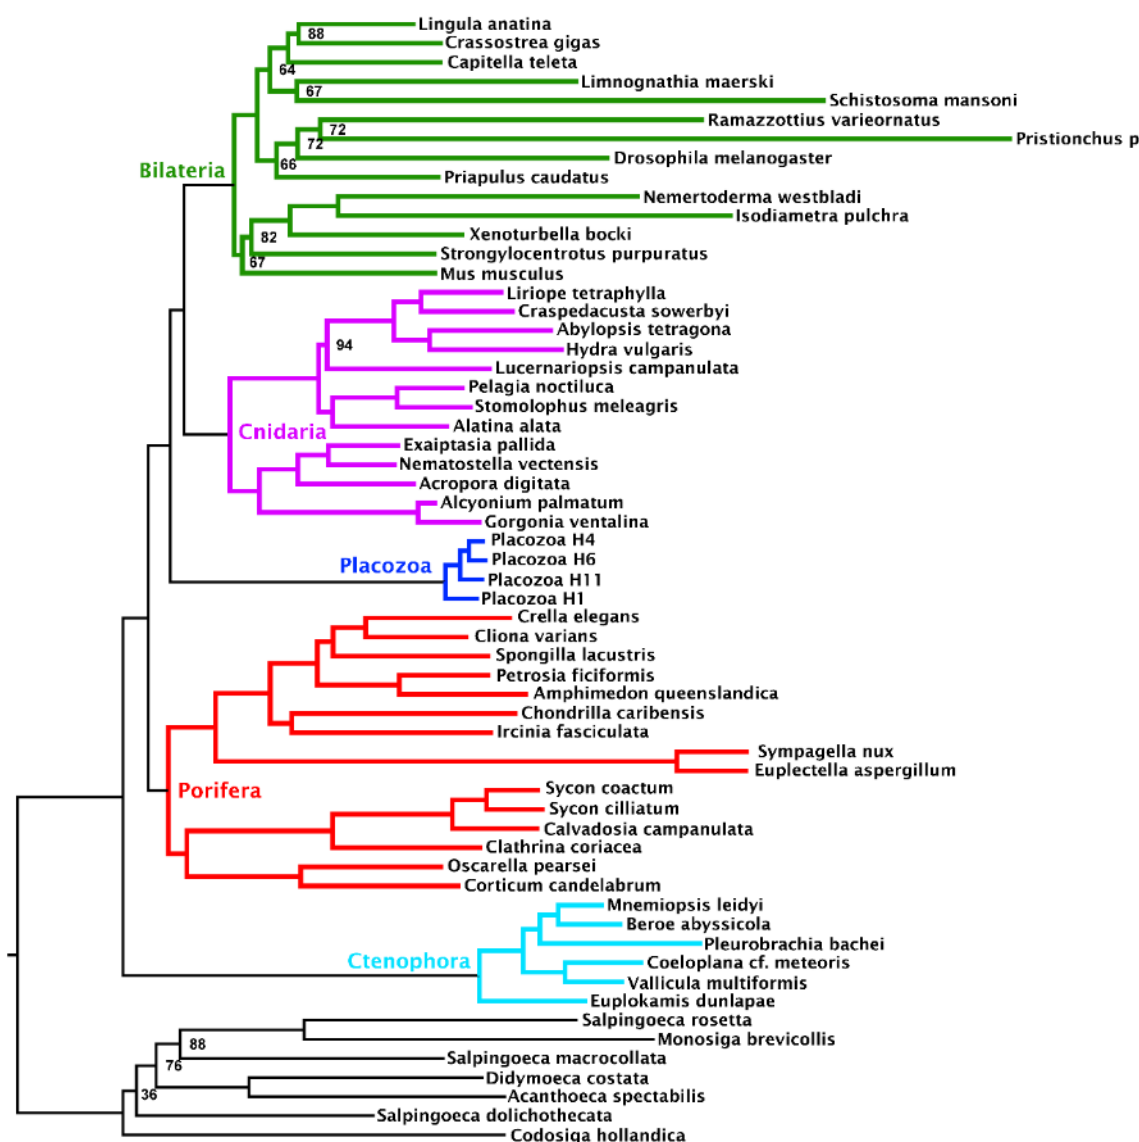 Lingula anatina
88
Crassostrea gigas
Capitella teleta
64
Limnognathia maerski
67
Schistosoma mansoni
Ramazzottius varieornatus
72
Pristionchus p
72
Drosophila melanogaster
66
Bilateria
Priapulus caudatus
Nemertoderma westbladi
Isodiametra pulchra
Xenoturbella bocki
82
Strongylocentrotus purpuratus
67
Mus musculus
Liriope tetraphylla
Craspedacusta sowerbyi
Abylopsis tetragona
94
Hydra vulgaris
Lucernariopsis campanulata
Pelagia noctiluca
Stomolophus meleagris
Alatina alata
Cnidaria
Exaiptasia pallida
Nematostella vectensis
Acropora digitata
Alcyonium palmatum
Gorgonia ventalina
Placozoa H4
Placozoa H6
Placozoa
Placozoa H11
Placozoa H1
Crella elegans
Cliona varians
Spongilla lacustris
Petrosia ficiformis
Amphimedon queenslandica
Chondrilla caribensis
Ircinia fasciculata
Sympagella nux
Euplectella aspergillum
Porifera
Sycon coactum
Sycon cilliatum
Calvadosia campanulata
Clathrina coriacea
Oscarella pearsei
Corticum candelabrum
Mnemiopsis leidyi
Beroe abyssicola
Pleurobrachia bachei
Ctenophora
Coeloplana cf. meteoris
Vallicula multiformis
Euplokamis dunlapae
Salpingoeca rosetta
Monosiga brevicollis
88
Salpingoeca macrocollata
76
Didymoeca costata
36
Acanthoeca spectabilis
Salpingoeca dolichothecata
Codosiga hollandica